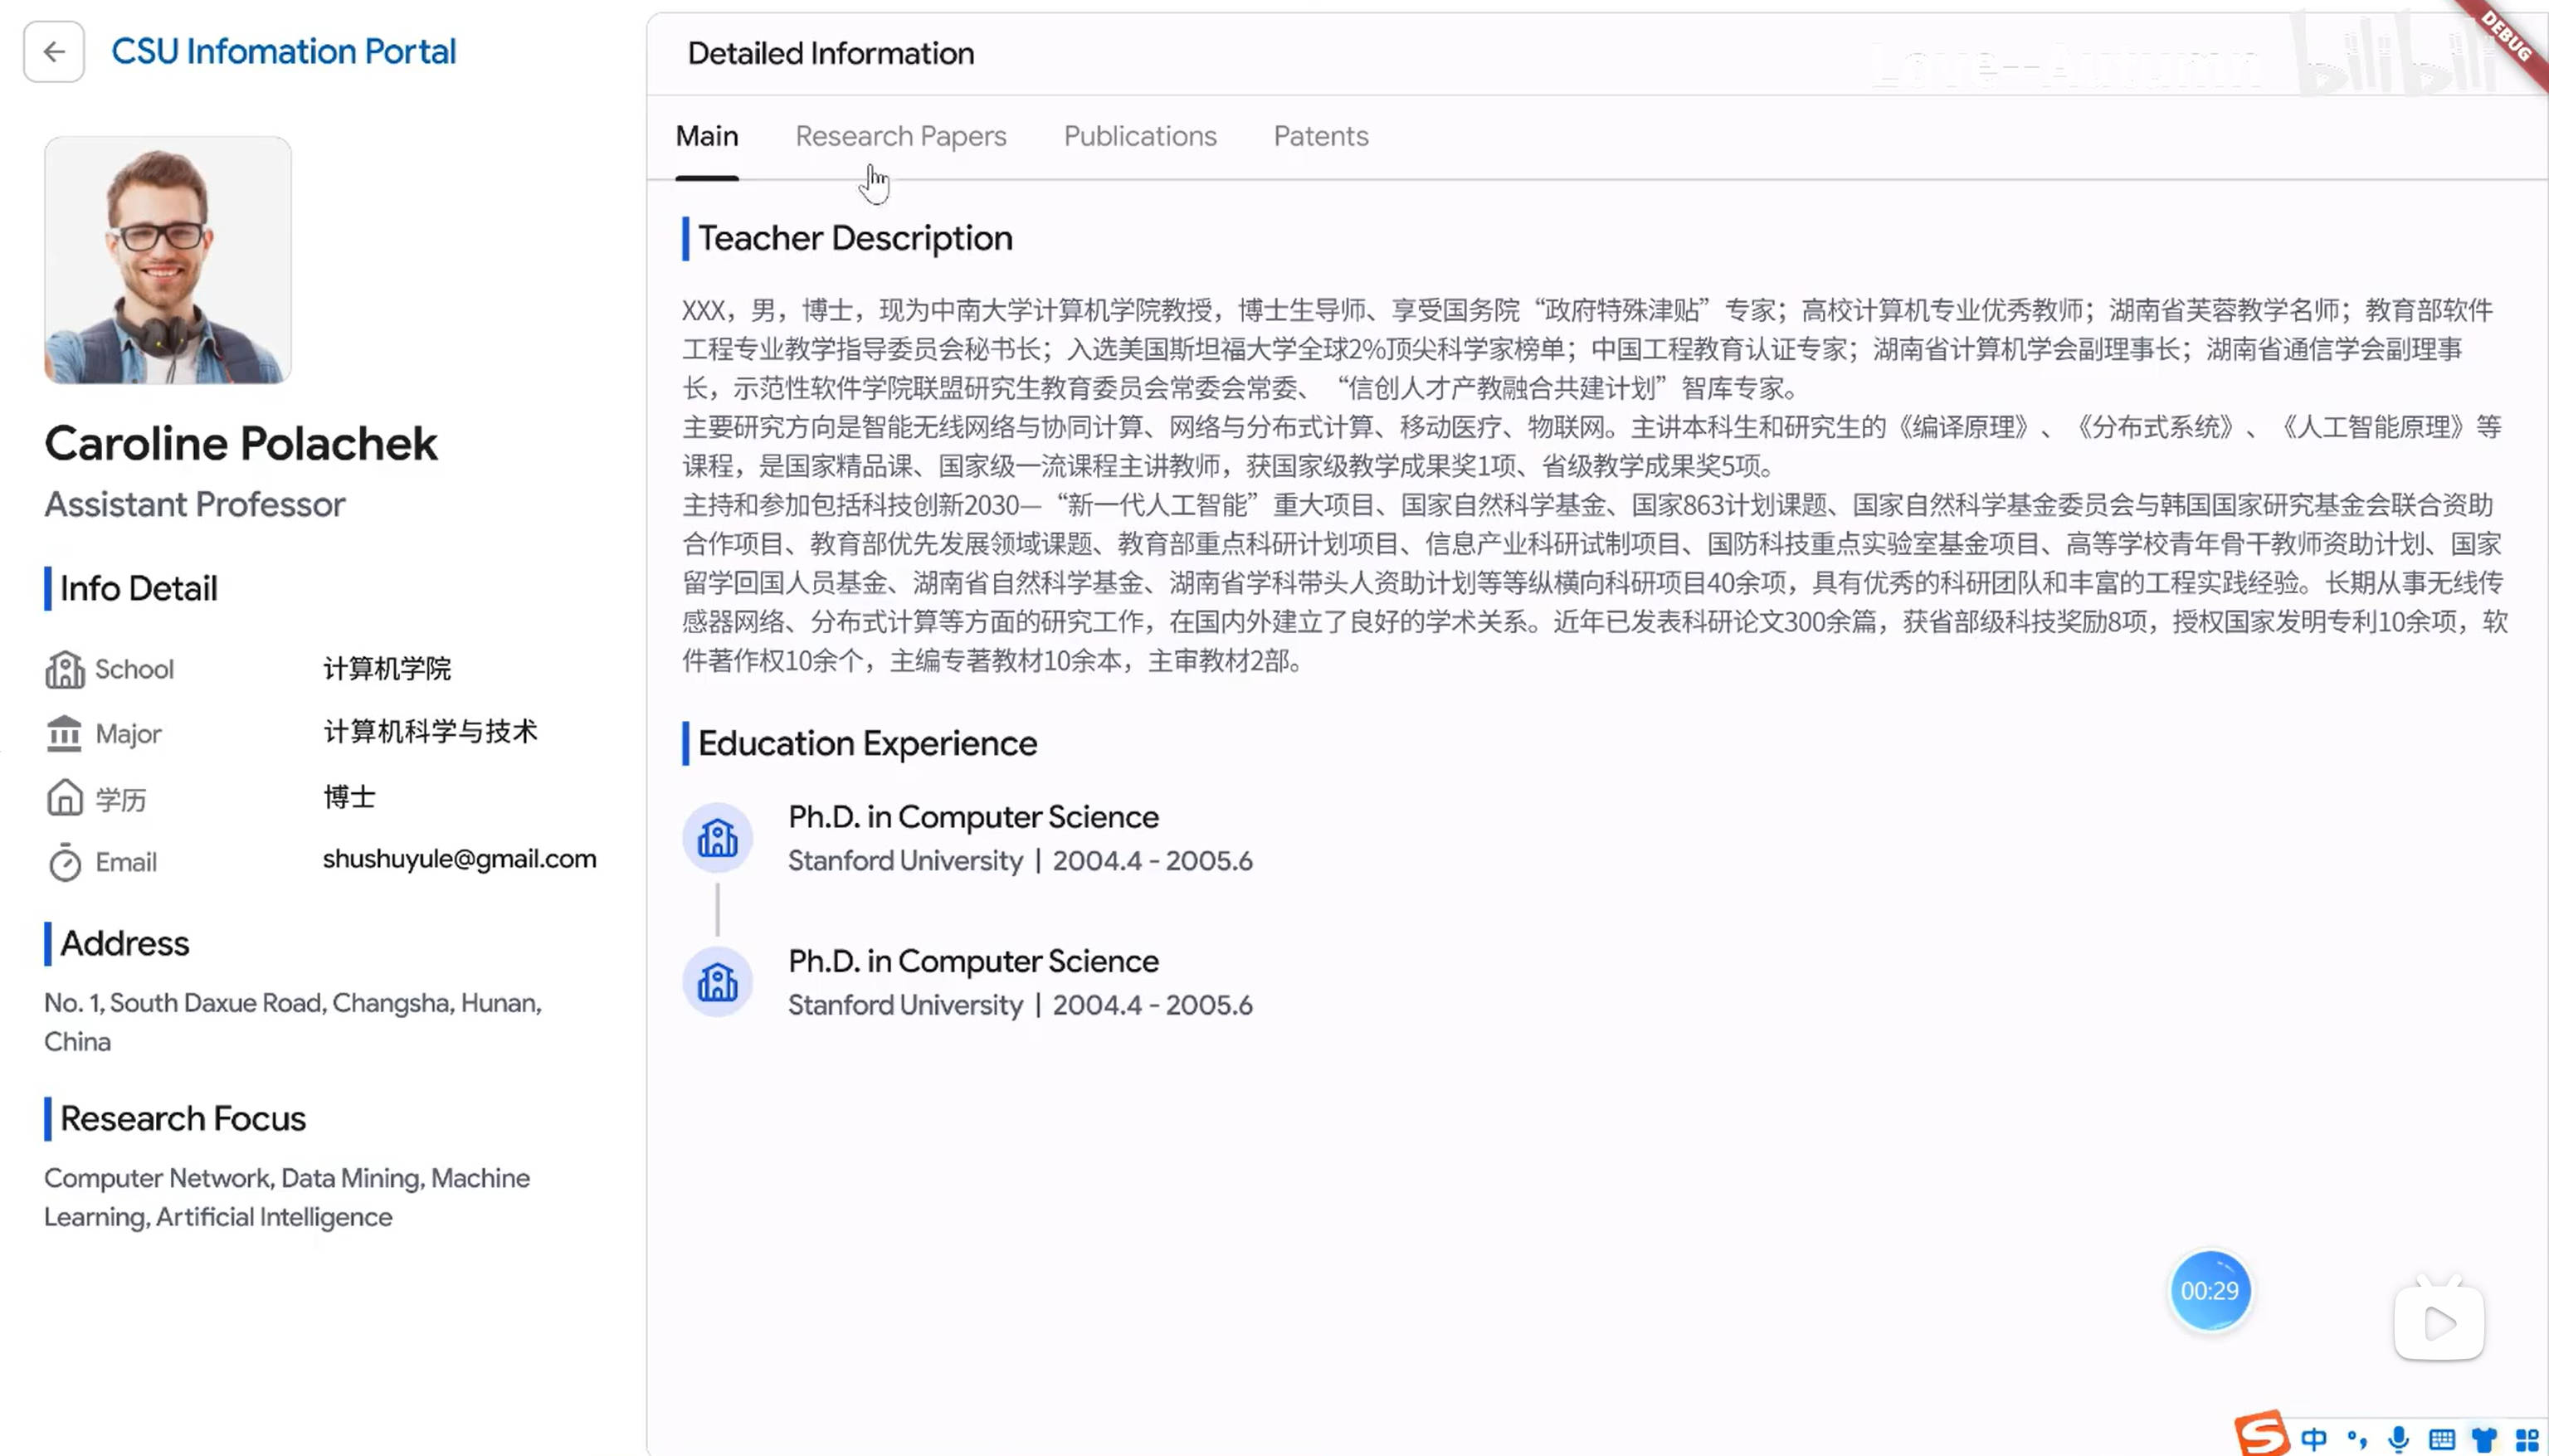 CSU Infomation Portal
Caroline Polachek
Assistant Professor
Info Detail
School 计算机学院
Major 计算机科学与技术
学历 博士
Email shushuyule@gmail.com
Address
No. 1, South Daxue Road, Changsha, Hunan,
China
Research Focus
Computer Network, Data Mining, Machine
Learning, Artificial Intelligence
Detailed Information
Love--Autumn bilibili
DEBUG
Main Research Papers Publications Patents
Teacher Description
XXX，男，博士，现为中南大学计算机学院教授，博士生导师、享受国务院“政府特殊津贴”专家；高校计算机专业优秀教师；湖南省芙蓉教学名师；教育部软件
工程专业教学指导委员会秘书长；入选美国斯坦福大学全球2%顶尖科学家榜单；中国工程教育认证专家；湖南省计算机学会副理事长；湖南省通信学会副理事
长，示范性软件学院联盟研究生教育委员会常委会常委、“信创人才产教融合共建计划”智库专家。
主要研究方向是智能无线网络与协同计算、网络与分布式计算、移动医疗、物联网。主讲本科生和研究生的《编译原理》、《分布式系统》、《人工智能原理》等
课程，是国家精品课、国家级一流课程主讲教师，获国家级教学成果奖1项、省级教学成果奖5项。
主持和参加包括科技创新2030—“新一代人工智能”重大项目、国家自然科学基金、国家863计划课题、国家自然科学基金委员会与韩国国家研究基金会联合资助
合作项目、教育部优先发展领域课题、教育部重点科研计划项目、信息产业科研试制项目、国防科技重点实验室基金项目、高等学校青年骨干教师资助计划、国家
留学回国人员基金、湖南省自然科学基金、湖南省学科带头人资助计划等等纵横向科研项目40余项，具有优秀的科研团队和丰富的工程实践经验。长期从事无线传
感器网络、分布式计算等方面的研究工作，在国内外建立了良好的学术关系。近年已发表科研论文300余篇，获省部级科技奖励8项，授权国家发明专利10余项，软
件著作权10余个，主编专著教材10余本，主审教材2部。
Education Experience
Ph.D. in Computer Science
Stanford University | 2004.4 - 2005.6
Ph.D. in Computer Science
Stanford University | 2004.4 - 2005.6
00:29
中